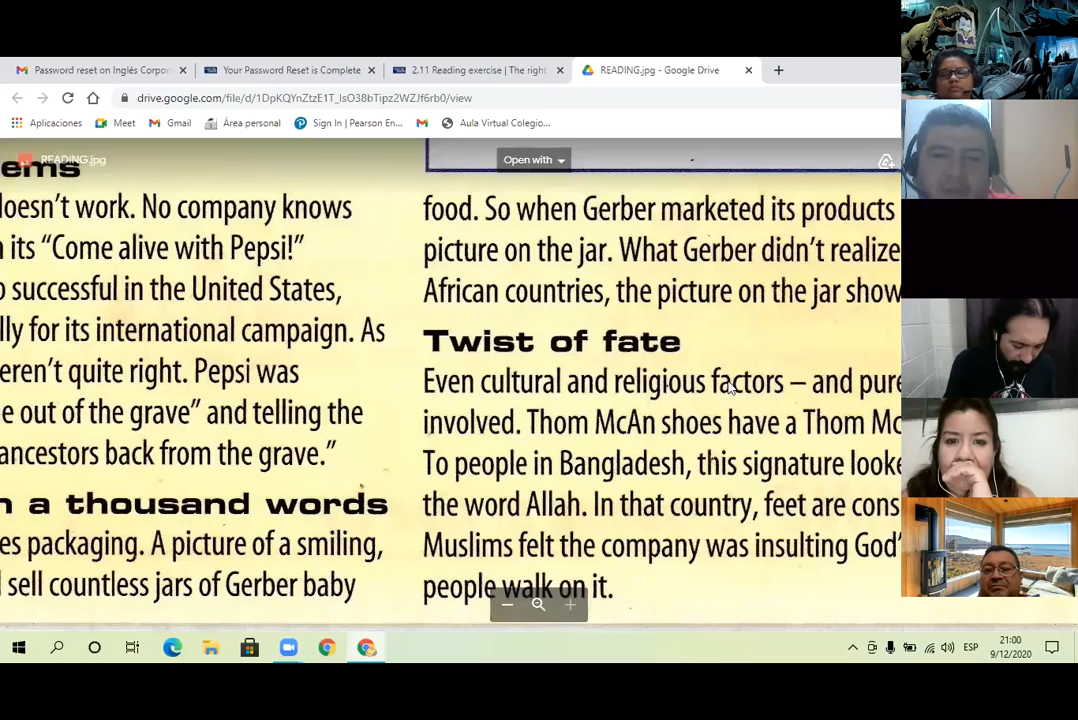 Password reset on Inglés Corpor
Your Password Reset is Complete
2.11 Reading exercise | The right
READING.jpg - Google Drive
drive.google.com/file/d/1DpKQYnZtzE1T_IsO38bTipz2WZJf6rb0/view
Aplicaciones
Meet
Gmail
Área personal
Sign In | Pearson En...
Aula Virtual Colegio...
READING.jpg
Open with
ems
doesn't work. No company knows
n its "Come alive with Pepsi!"
o successful in the United States,
lly for its international campaign. As
eren't quite right. Pepsi was
e out of the grave" and telling the
ancestors back from the grave."
n a thousand words
es packaging. A picture of a smiling,
l sell countless jars of Gerber baby
food. So when Gerber marketed its products
picture on the jar. What Gerber didn't realize
African countries, the picture on the jar show
Twist of fate
Even cultural and religious factors – and pure
involved. Thom McAn shoes have a Thom Mc
To people in Bangladesh, this signature looke
the word Allah. In that country, feet are cons
Muslims felt the company was insulting God'
people walk on it.
ESP
21:00
9/12/2020